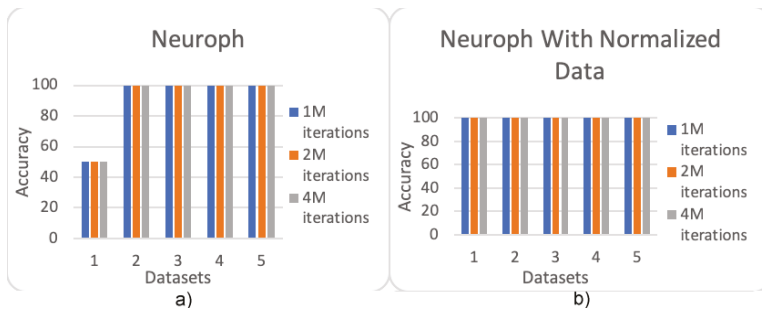 Neuroph
100
80
60
40
20
0
Accuracy
1 2 3 4 5
Datasets
1M
iterations
2M
iterations
4M
iterations
a)
Neuroph With Normalized
Data
100
80
60
40
20
0
Accuracy
1 2 3 4 5
Datasets
1M
iterations
2M
iterations
4M
iterations
b)